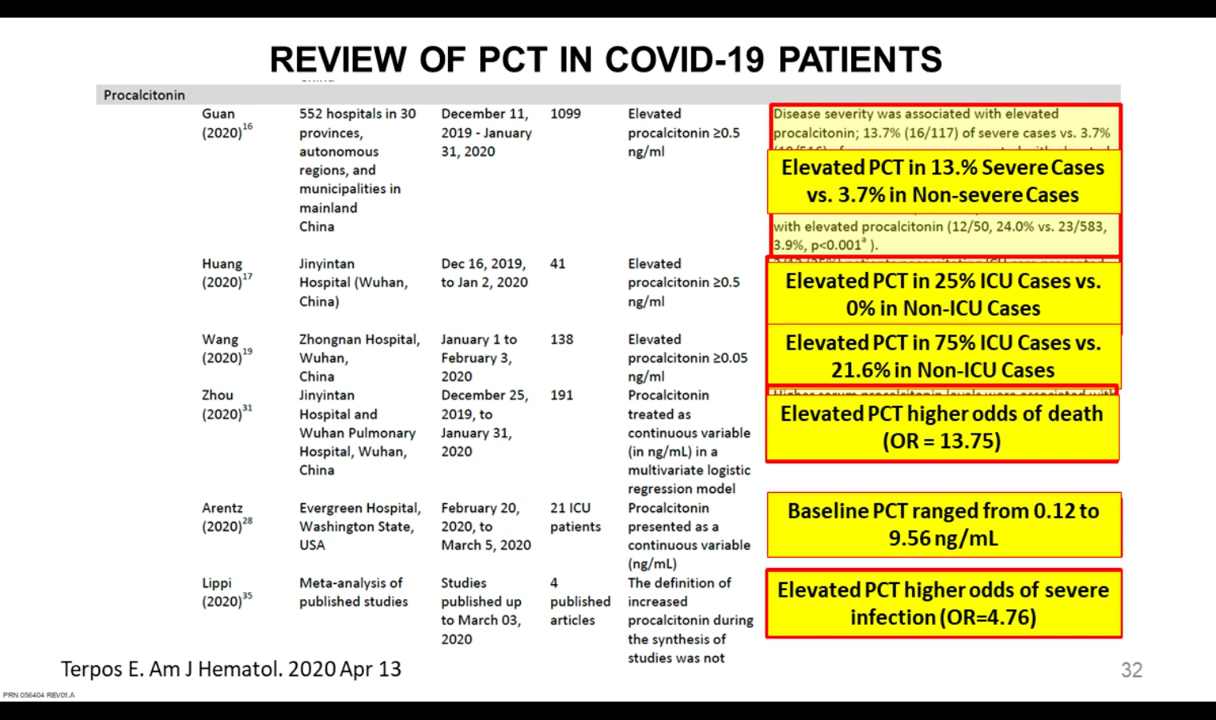 REVIEW OF PCT IN COVID-19 PATIENTS
Procalcitonin
Guan
(2020)16
552 hospitals in 30
provinces,
autonomous
regions, and
municipalities in
mainland
China
December 11,
2019 - January
31, 2020
1099
Elevated
procalcitonin ≥0.5
ng/ml
Disease severity was associated with elevated
procalcitonin; 13.7% (16/117) of severe cases vs. 3.7%
Elevated PCT in 13.% Severe Cases
vs. 3.7% in Non-severe Cases
with elevated procalcitonin (12/50, 24.0% vs. 23/583,
3.9%, p<0.001a ).
Huang
(2020)17
Jinyintan
Hospital (Wuhan,
China)
Dec 16, 2019,
to Jan 2, 2020
41
Elevated
procalcitonin ≥0.5
ng/ml
Elevated PCT in 25% ICU Cases vs.
0% in Non-ICU Cases
Wang
(2020)19
Zhongnan Hospital,
Wuhan,
China
January 1 to
February 3,
2020
138
Elevated
procalcitonin ≥0.05
ng/ml
Elevated PCT in 75% ICU Cases vs.
21.6% in Non-ICU Cases
Zhou
(2020)31
Jinyintan
Hospital and
Wuhan Pulmonary
Hospital, Wuhan,
China
December 25,
2019, to
January 31,
2020
191
Procalcitonin
treated as
continuous variable
(in ng/mL) in a
multivariate logistic
regression model
Elevated PCT higher odds of death
(OR = 13.75)
Arentz
(2020)28
Evergreen Hospital,
Washington State,
USA
February 20,
2020, to
March 5, 2020
21 ICU
patients
Procalcitonin
presented as a
continuous variable
(ng/mL)
Baseline PCT ranged from 0.12 to
9.56 ng/mL
Lippi
(2020)35
Meta-analysis of
published studies
Studies
published up
to March 03,
2020
4
published
articles
The definition of
increased
procalcitonin during
the synthesis of
studies was not
Elevated PCT higher odds of severe
infection (OR=4.76)
Terpos E. Am J Hematol. 2020 Apr 13
32
PRN 056404 REV01.A